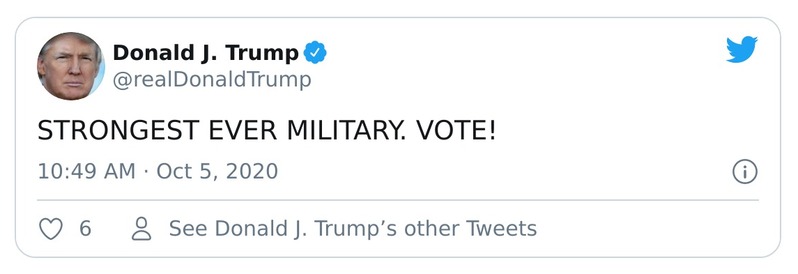 Donald J. Trump
@realDonaldTrump
STRONGEST EVER MILITARY. VOTE!
10:49 AM · Oct 5, 2020
6
See Donald J. Trump’s other Tweets